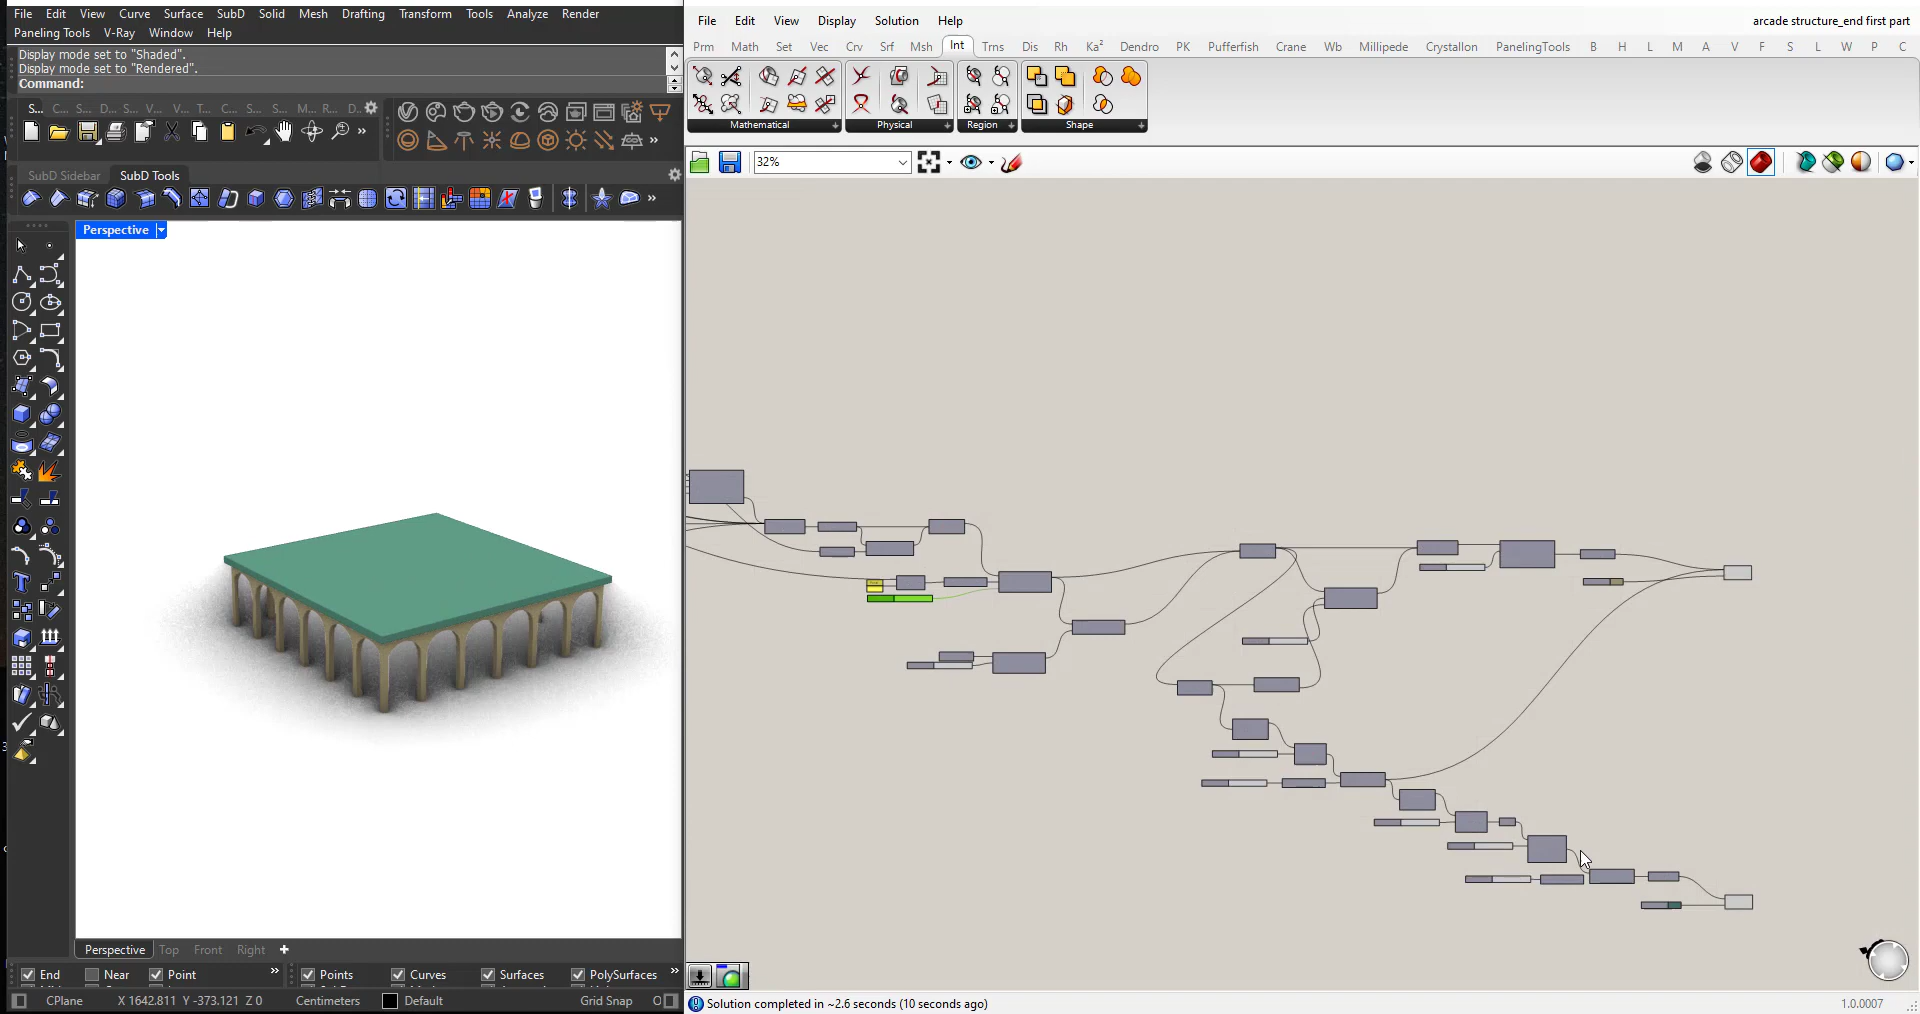 File Edit View Curve Surface SubD Solid Mesh Drafting Transform Tools Analyze Render
Paneling Tools V-Ray Window Help
Display mode set to "Shaded".
Display mode set to "Rendered".
Command:
S... C... S... D... S... V... V... T... C... S... S... M... R... D..
SubD Sidebar SubD Tools
Perspective
Perspective Top Front Right
End Near Point Points Curves Surfaces PolySurfaces
CPlane X 1642.811 Y -373.121 Z 0 Centimeters Default Grid Snap O
File Edit View Display Solution Help arcade structure_end first part
Prm Math Set Vec Crv Srf Msh Int Trns Dis Rh Ka² Dendro PK Pufferfish Crane Wb Millipede Crystallon PanelingTools B H L M A V F S L W P C
Mathematical Physical Region Shape
32%
Solution completed in ~2.6 seconds (10 seconds ago) 1.0.0007